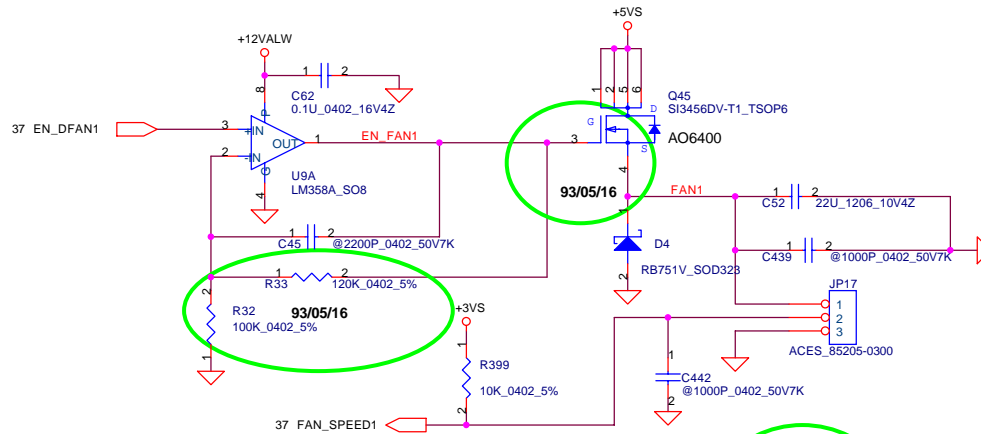 +5VS
+12VALW
1 2
C62
0.1U_0402_16V4Z
8
P
37 EN_DFAN1
3
+IN
2
-IN
OUT
1
EN_FAN1
G
4
U9A
LM358A_SO8
1 2 5 6
Q45
SI3456DV-T1_TSOP6
D
G
S
3
4
AO6400
93/05/16
FAN1
1 2
C52
22U_1206_10V4Z
1 2
C45
@2200P_0402_50V7K
1
D4
RB751V_SOD323
2
1 2
C439
@1000P_0402_50V7K
R33
1 2
120K_0402_5%
93/05/16
2
R32
100K_0402_5%
1
+3VS
1
R399
10K_0402_5%
2
JP17
1
2
3
ACES_85205-0300
1
C442
@1000P_0402_50V7K
2
37 FAN_SPEED1